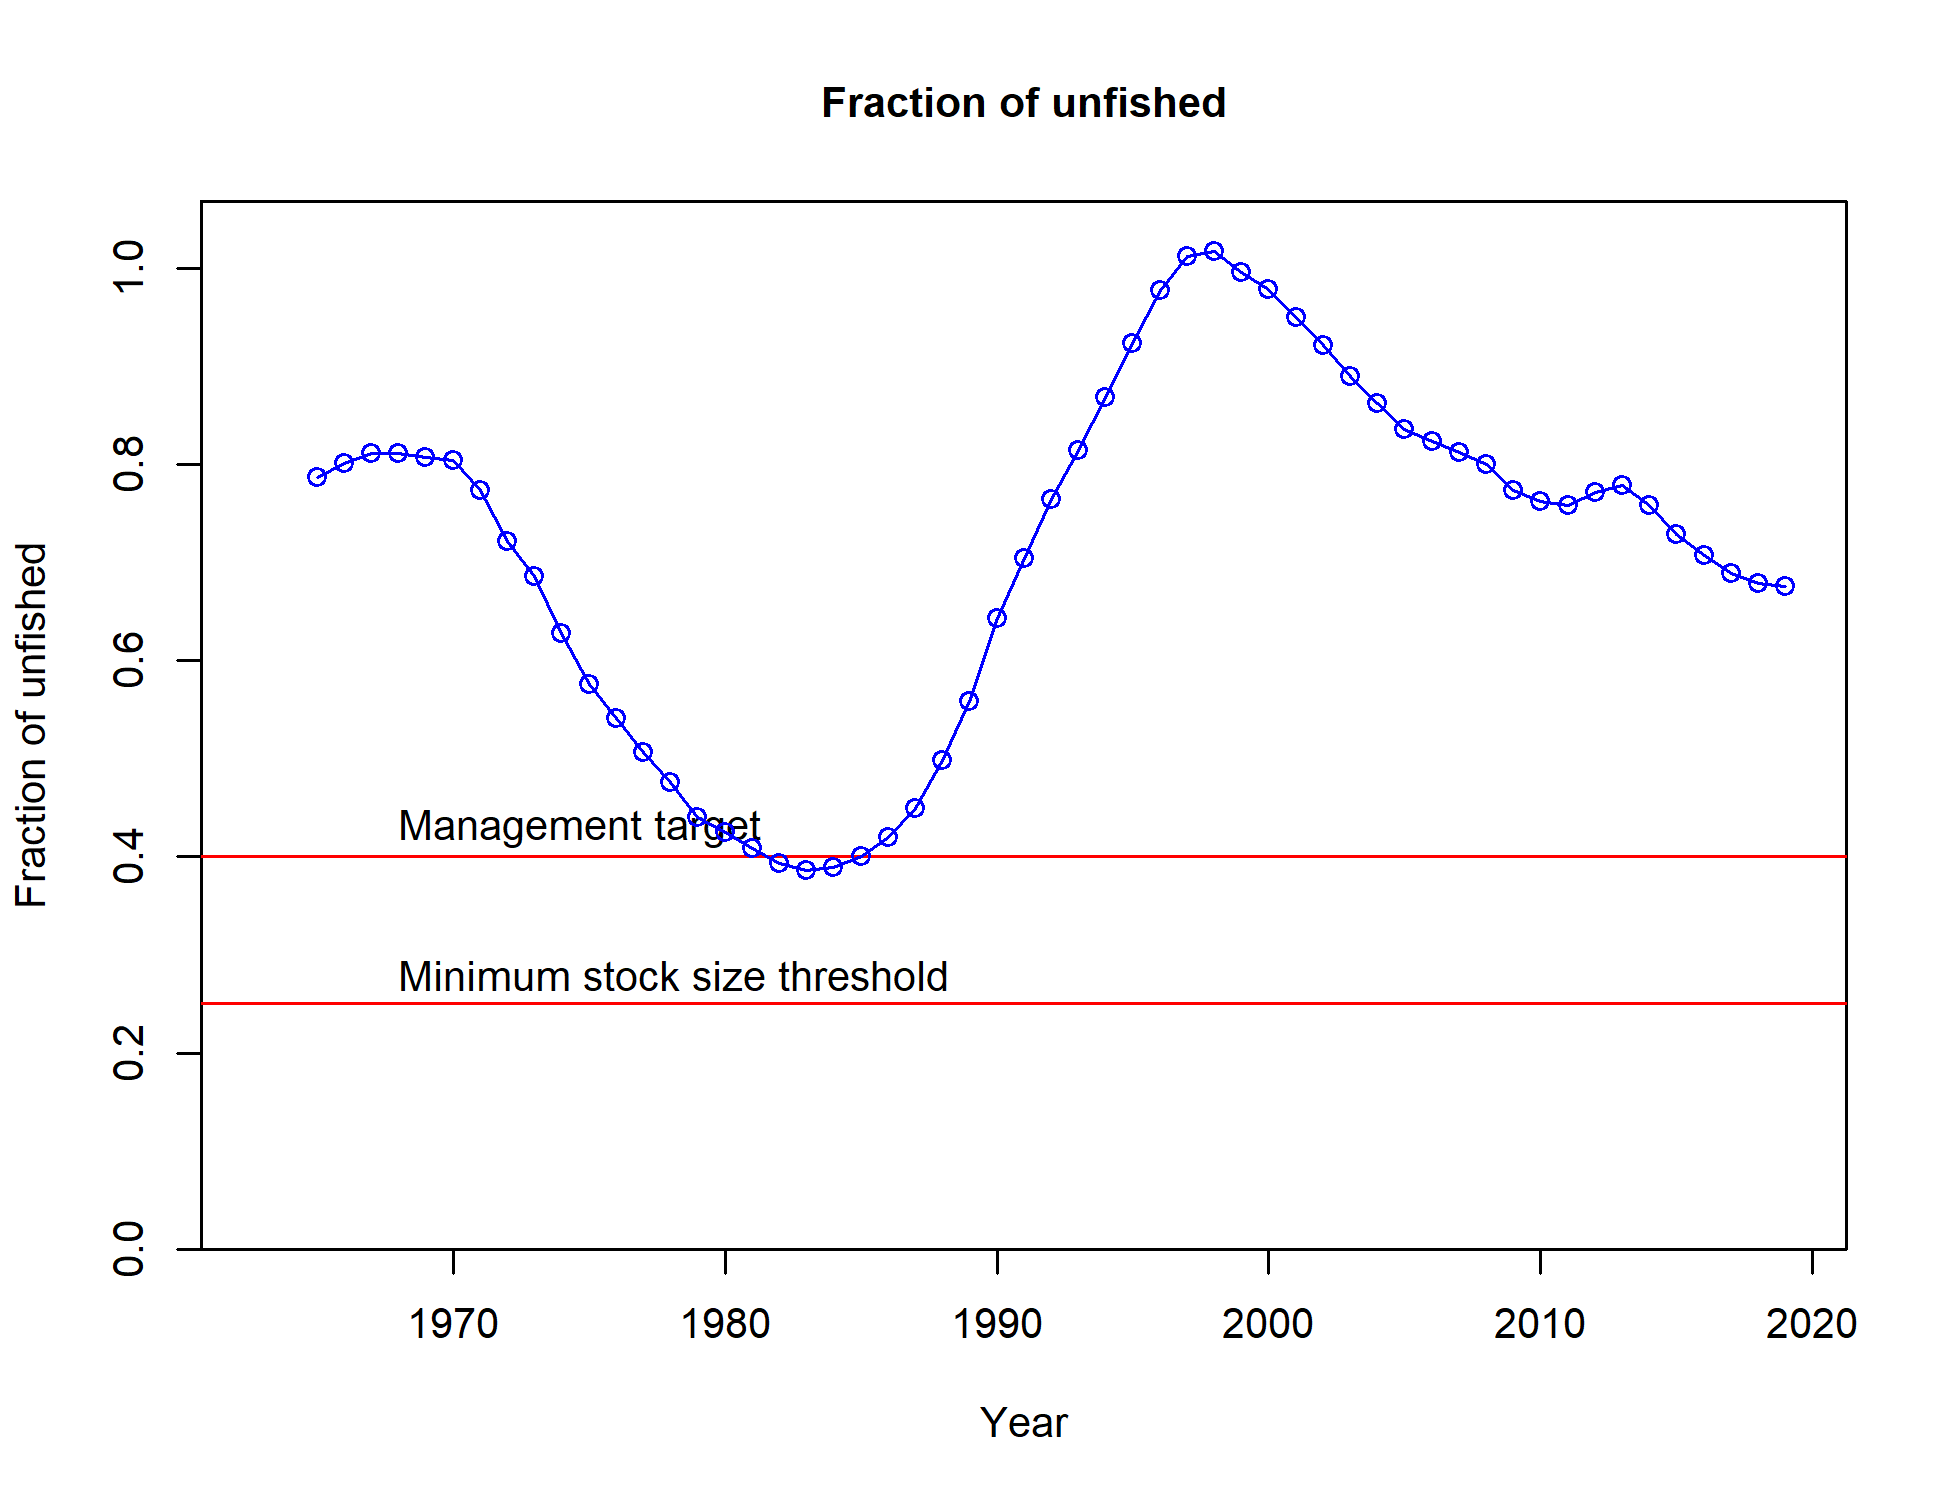 Fraction of unfished
Fraction of unfished
1.0
0.8
0.6
0.4
0.2
0.0
Management target
Minimum stock size threshold
1970
1980
1990
2000
2010
2020
Year